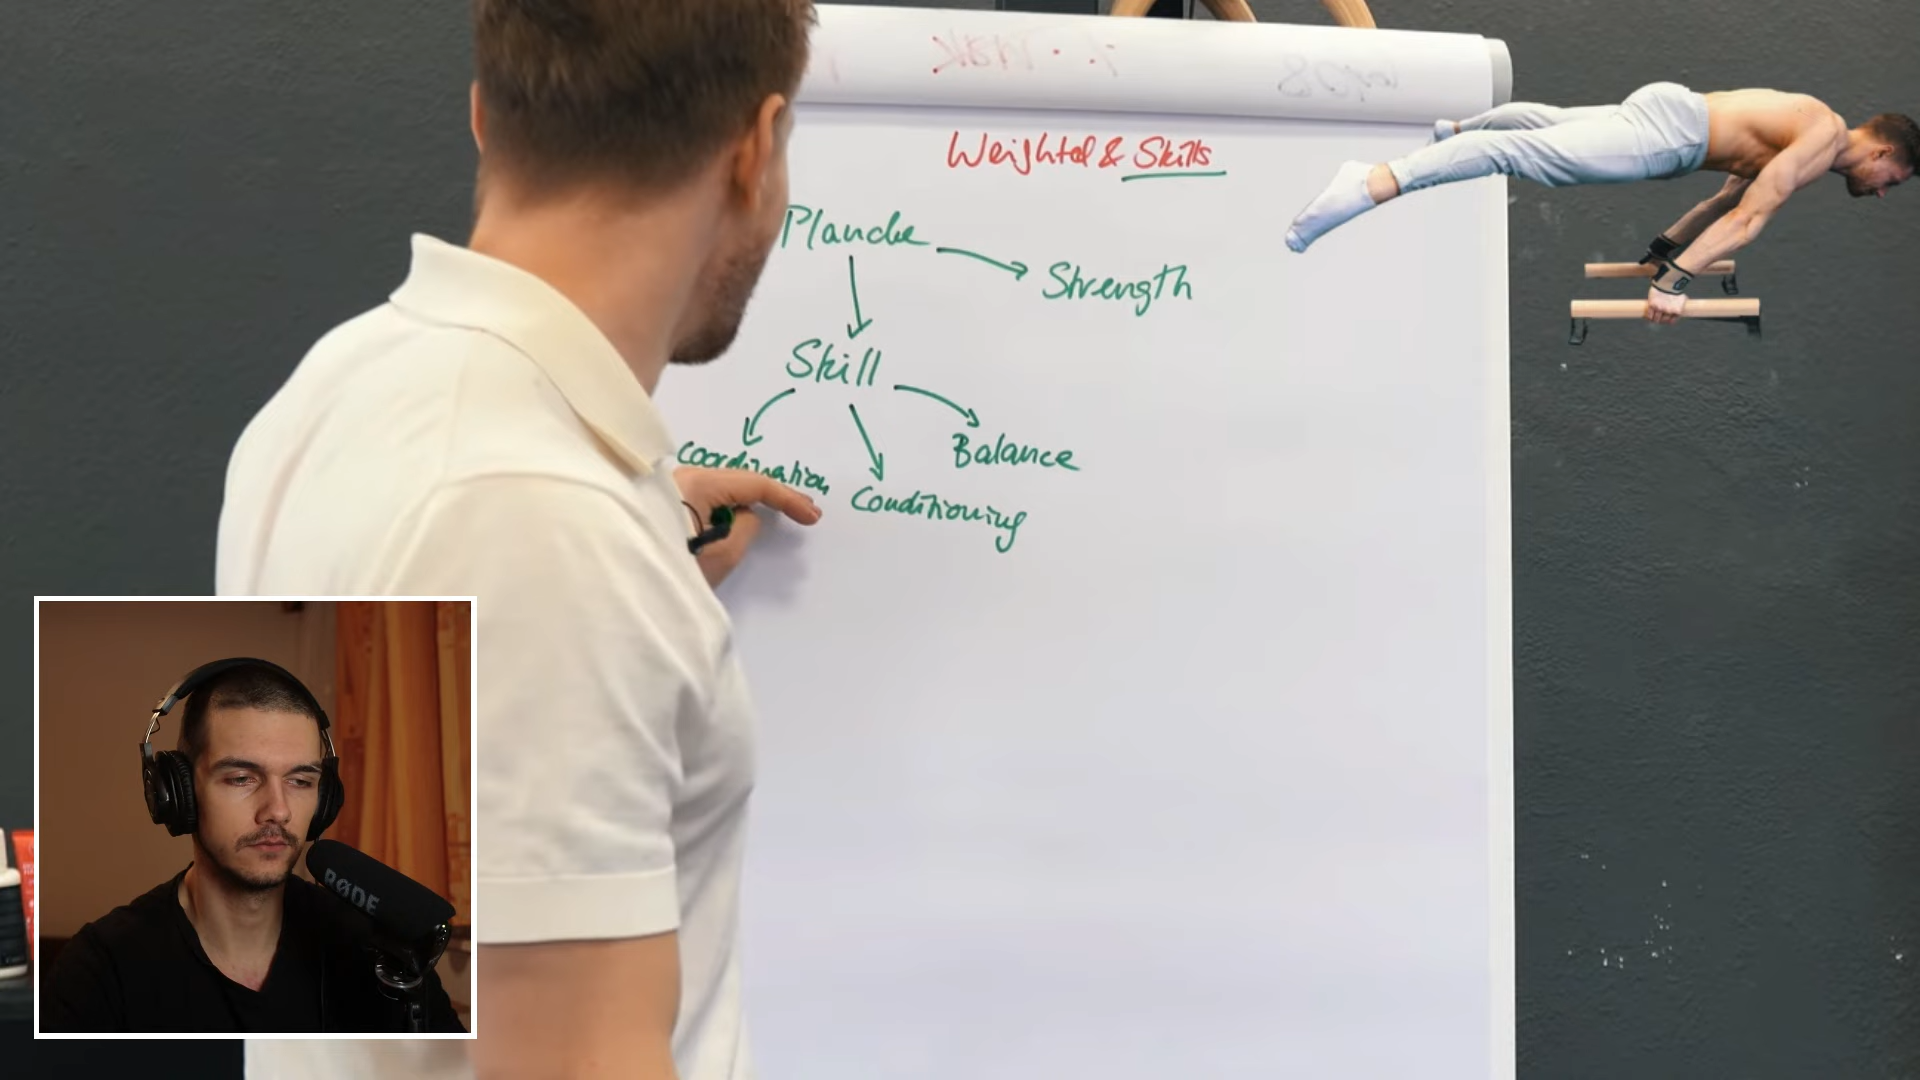 Weighted & Skills
Planche
Strength
Skill
Coordination
Conditioning
Balance
RØDE